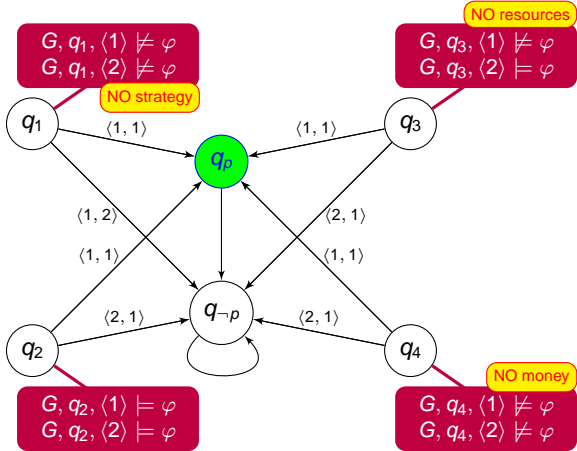 NO resources
G, q₁, ⟨1⟩ ⊭ φ
G, q₁, ⟨2⟩ ⊭ φ
G, q₃, ⟨1⟩ ⊭ φ
G, q₃, ⟨2⟩ ⊨ φ
NO strategy
q₁
q₃
⟨1, 1⟩
⟨1, 1⟩
qₚ
⟨1, 2⟩
⟨2, 1⟩
⟨1, 1⟩
⟨1, 1⟩
q¬p
⟨2, 1⟩
⟨2, 1⟩
q₂
q₄
NO money
G, q₂, ⟨1⟩ ⊨ φ
G, q₂, ⟨2⟩ ⊨ φ
G, q₄, ⟨1⟩ ⊭ φ
G, q₄, ⟨2⟩ ⊭ φ